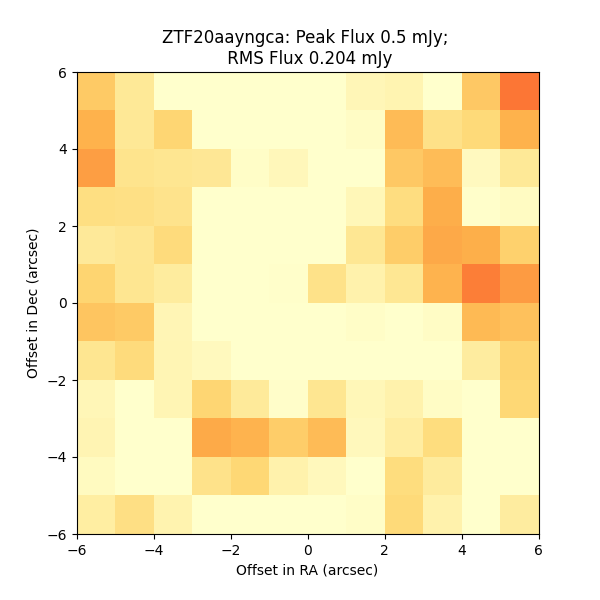 ZTF20aayngca: Peak Flux 0.5 mJy;
RMS Flux 0.204 mJy
6
4
2
0
−2
−4
−6
Offset in Dec (arcsec)
−6 −4 −2 0 2 4 6
Offset in RA (arcsec)